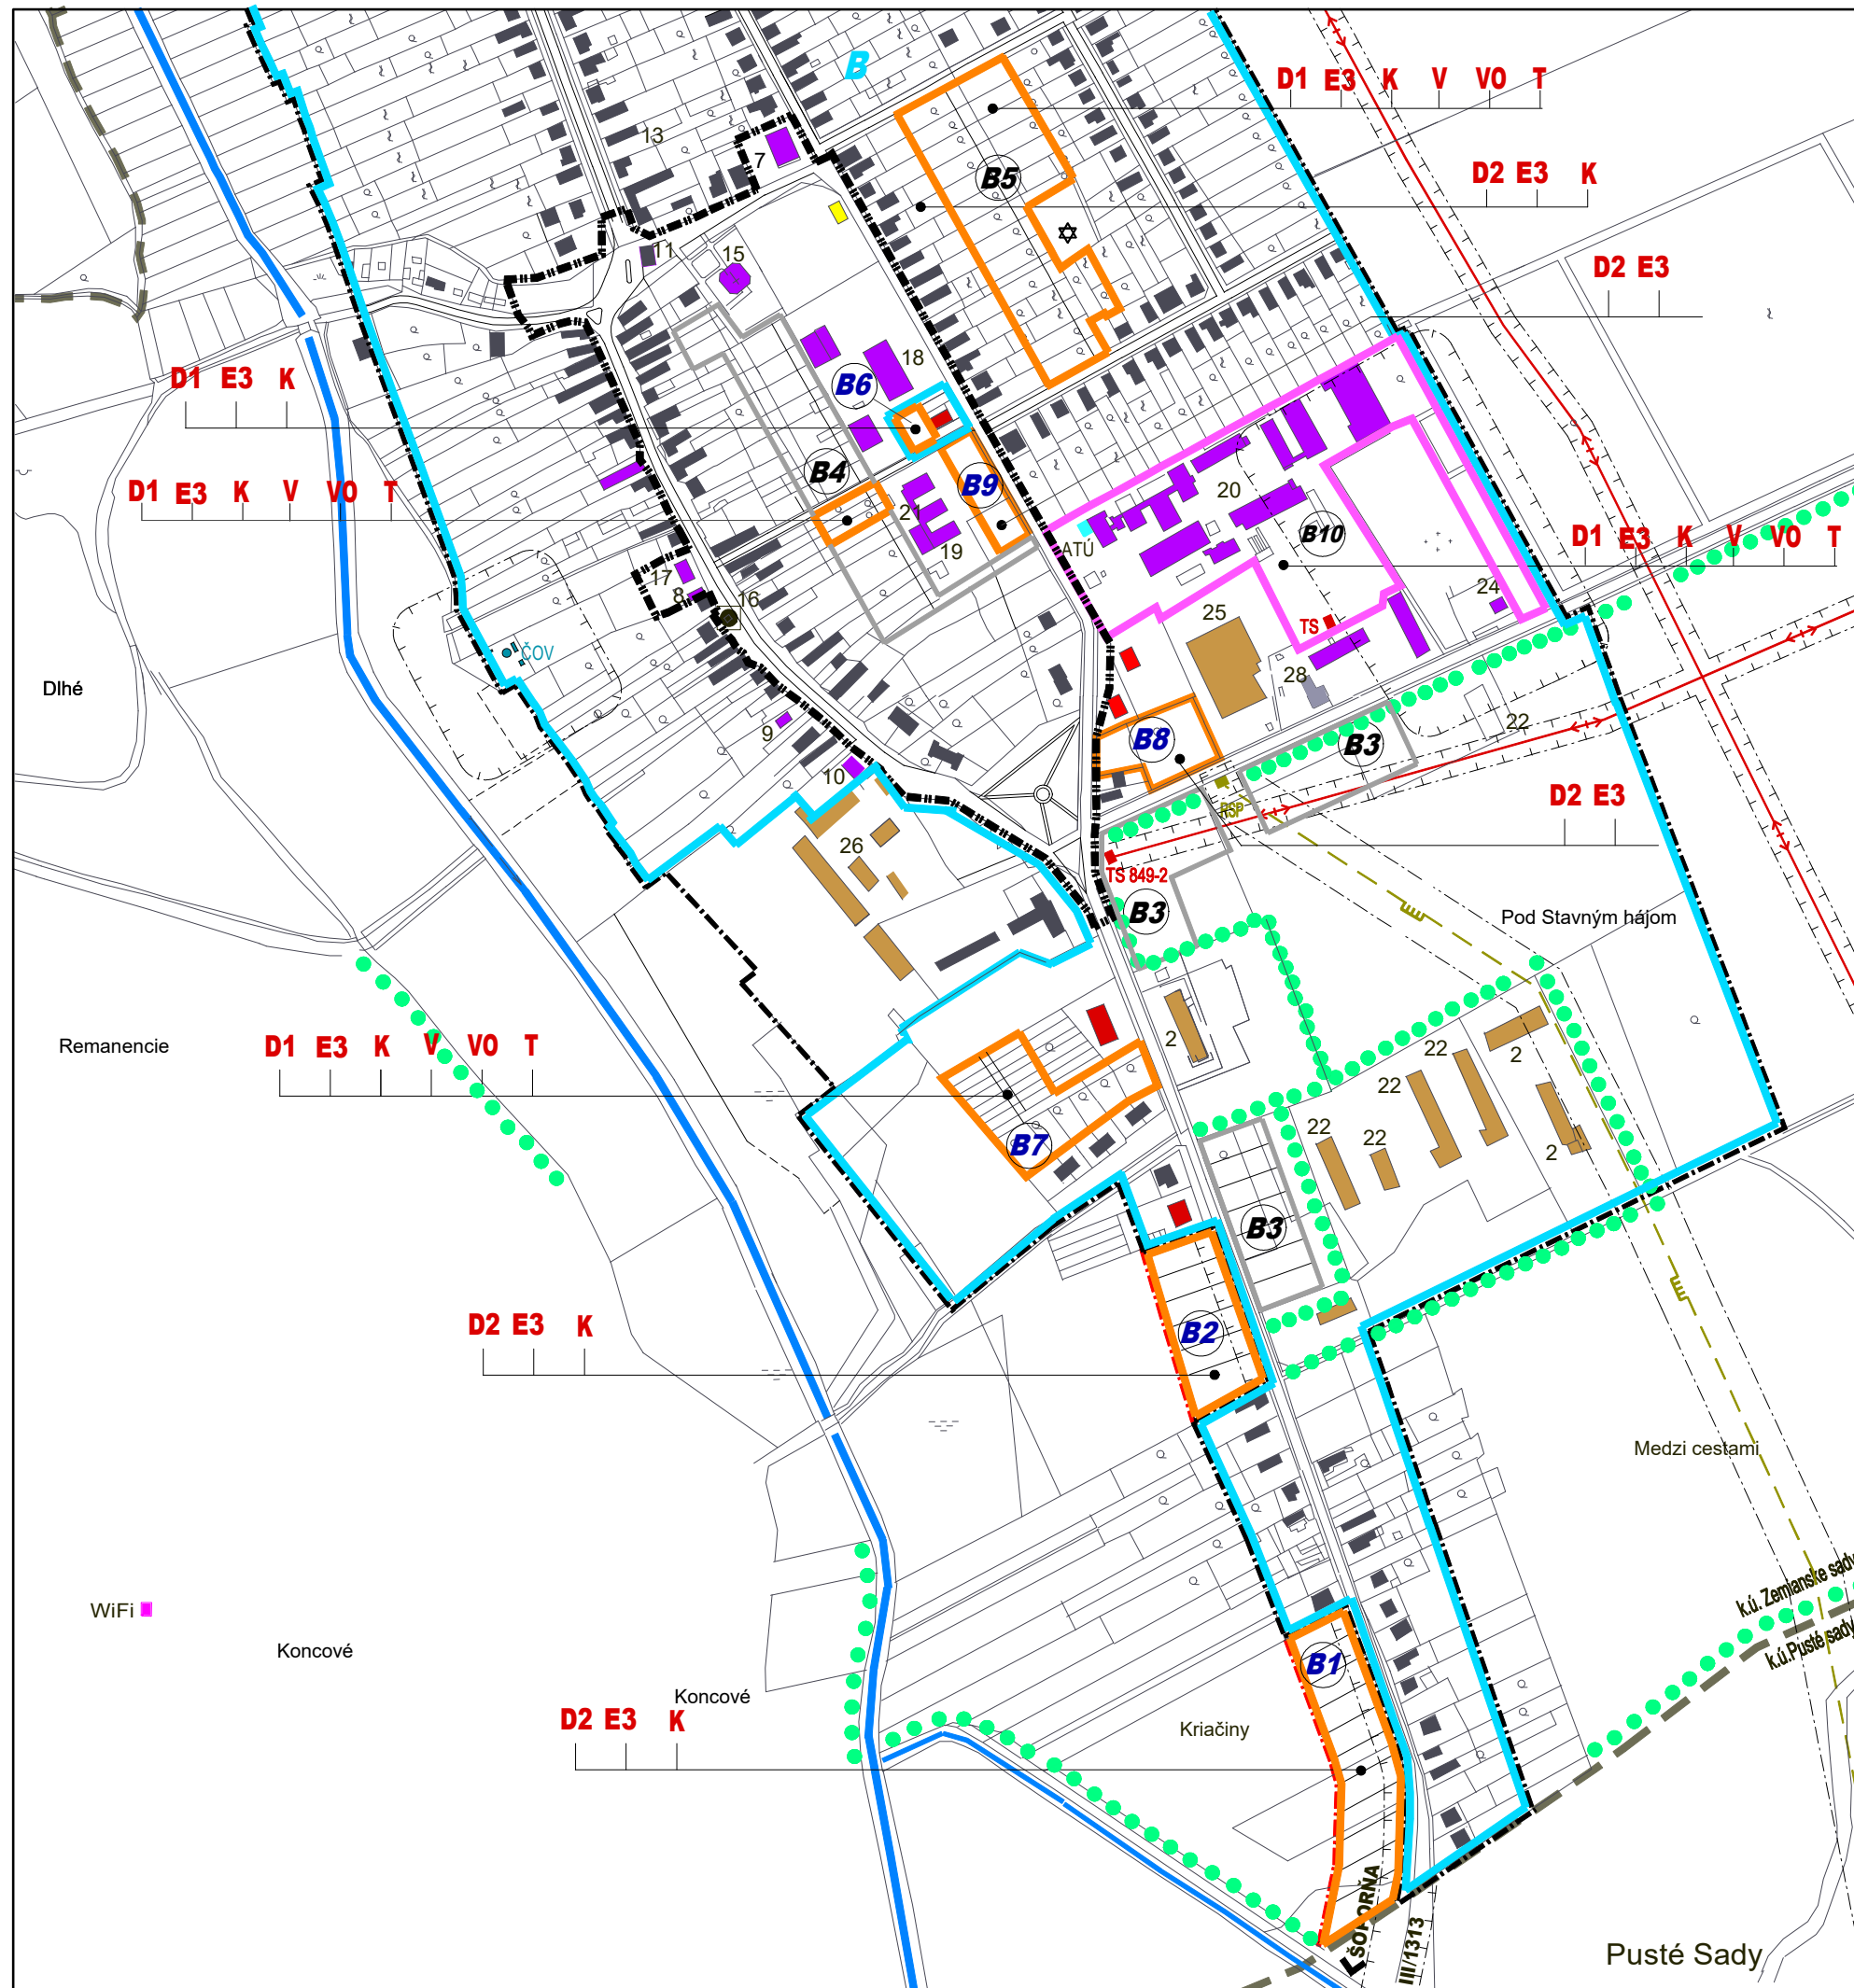 B
D1 E3 K V VO T
13
7
B5
D2 E3 K
11
15
D2 E3
18
B6
D1 E3 K
B4
B9
D1 E3 K V VO T
21
19
20
ATÚ
B10
D1 E3 K V VO T
17
8
16
24
25
TS
ČOV
28
Dlhé
9
22
B8
B3
10
D2 E3
RSP
26
TS 849-2
B3
Pod Stavným hájom
Remanencie
D1 E3 K V VO T
2
22
2
22
B7
22
22
2
B3
D2 E3 K
B2
Medzi cestami
k.ú. Zemianske sady
k.ú.Pusté sady
WiFi
Koncové
B1
Koncové
D2 E3 K
Kriačiny
ŠOPORŇA
III/1313
Pusté Sady